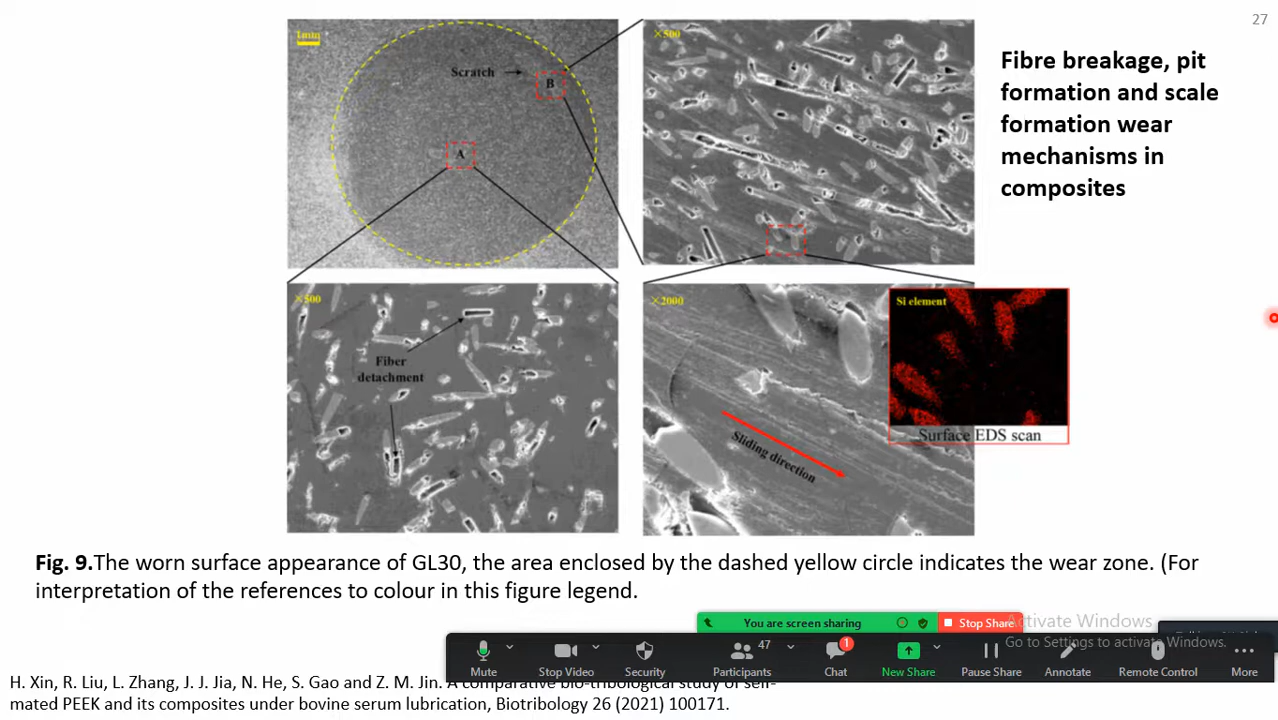 27
1mm
Scratch
B
A
×500
Fibre breakage, pit
formation and scale
formation wear
mechanisms in
composites
×500
Fiber
detachment
×2000
Sliding direction
Si element
Surface EDS scan
Fig. 9.The worn surface appearance of GL30, the area enclosed by the dashed yellow circle indicates the wear zone. (For
interpretation of the references to colour in this figure legend.
You are screen sharing
Stop Share
Activate Windows
Go to Settings to activate Windows.
Mute
Stop Video
Security
47
Participants
1
Chat
New Share
Pause Share
Annotate
Remote Control
More
H. Xin, R. Liu, L. Zhang, J. J. Jia, N. He, S. Gao and Z. M. Jin. A comparative bio-tribological study of self-
mated PEEK and its composites under bovine serum lubrication, Biotribology 26 (2021) 100171.